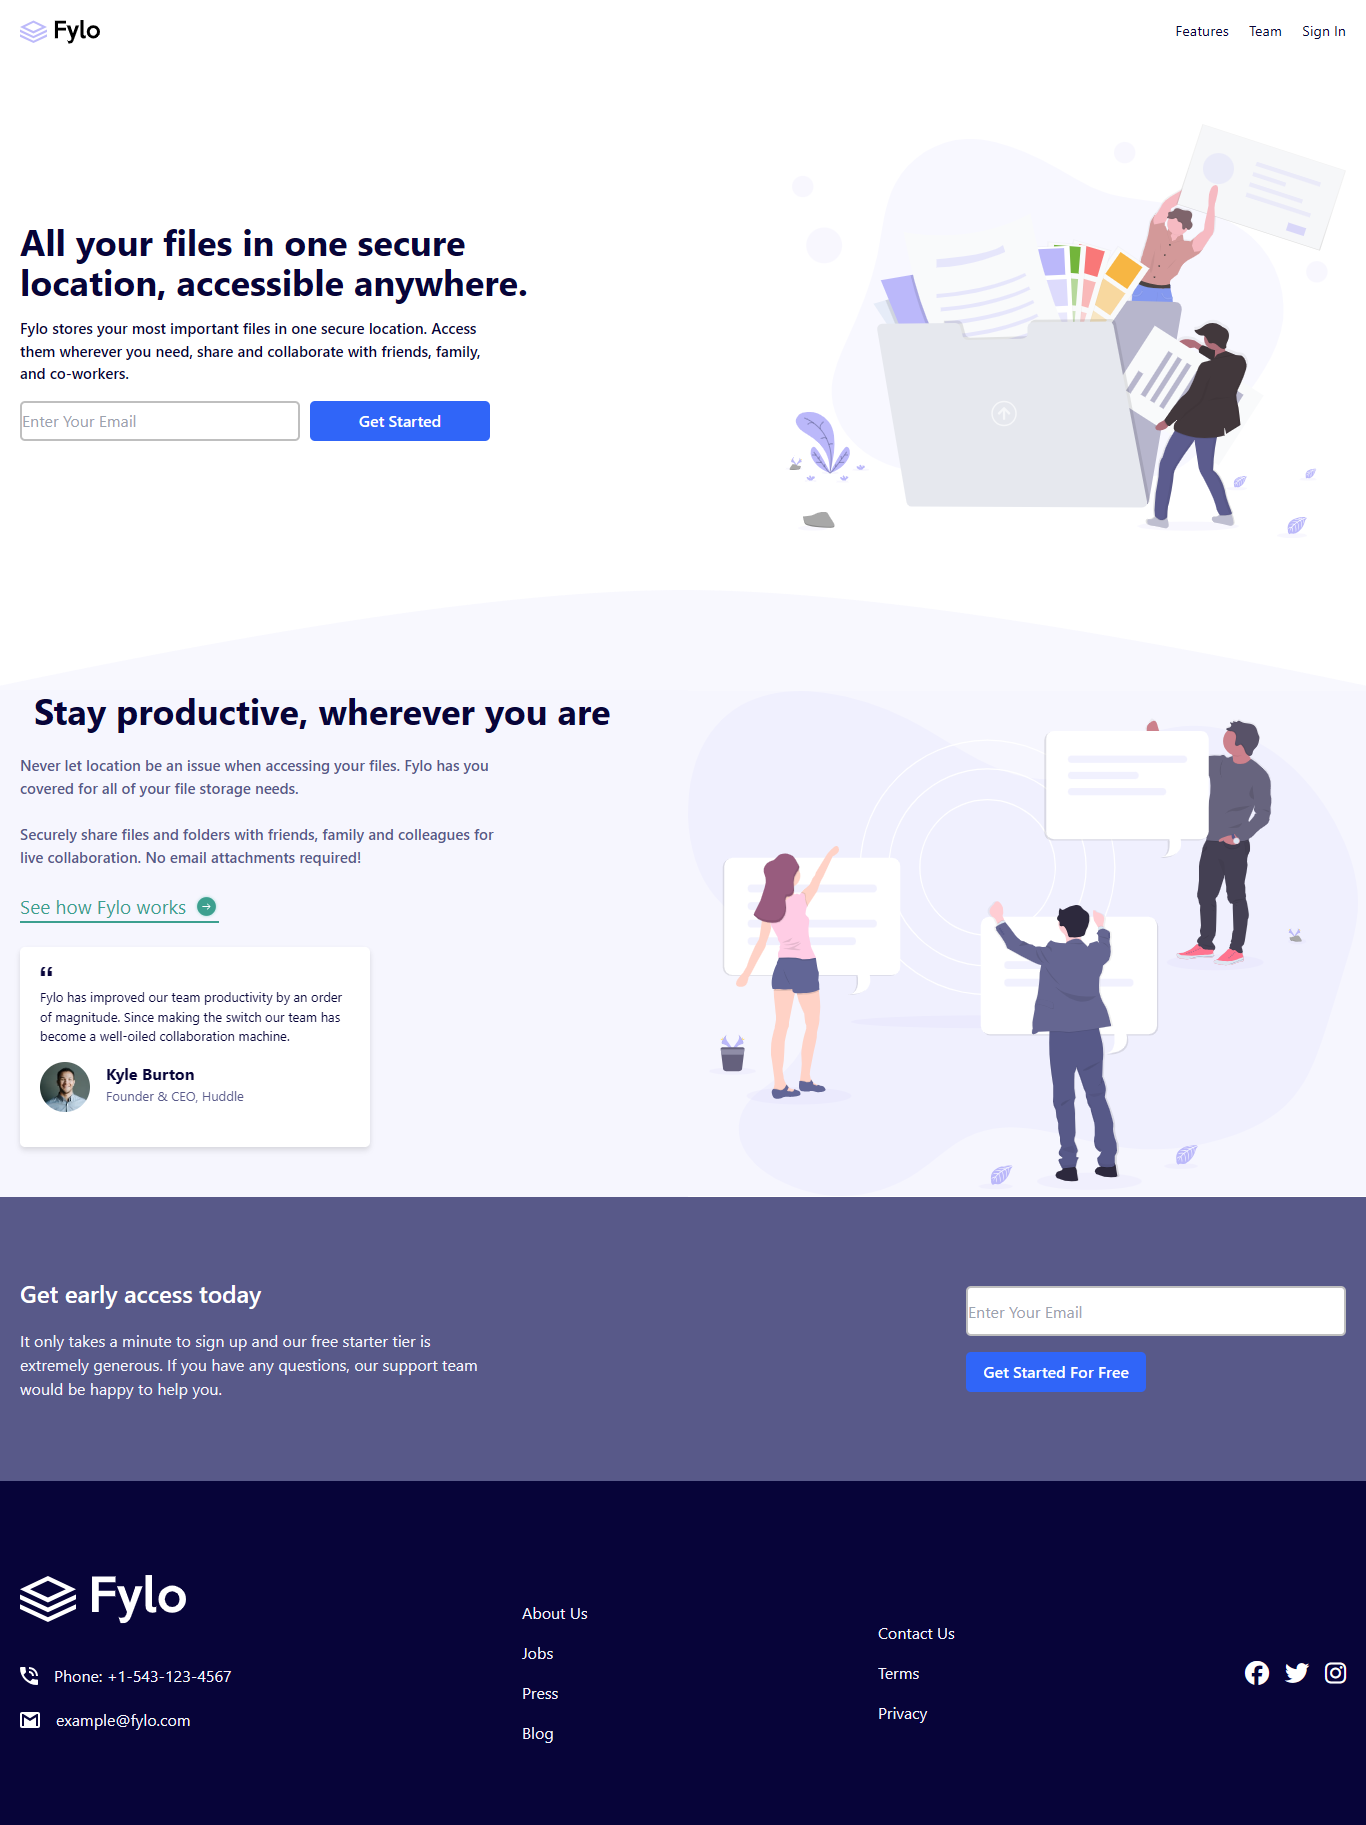 Fylo
Features Team Sign In
All your files in one secure
location, accessible anywhere.
Fylo stores your most important files in one secure location. Access
them wherever you need, share and collaborate with friends, family,
and co-workers.
Enter Your Email
Get Started
Stay productive, wherever you are
Never let location be an issue when accessing your files. Fylo has you
covered for all of your file storage needs.
Securely share files and folders with friends, family and colleagues for
live collaboration. No email attachments required!
See how Fylo works
“
Fylo has improved our team productivity by an order
of magnitude. Since making the switch our team has
become a well-oiled collaboration machine.
Kyle Burton
Founder & CEO, Huddle
Get early access today
It only takes a minute to sign up and our free starter tier is
extremely generous. If you have any questions, our support team
would be happy to help you.
Enter Your Email
Get Started For Free
Fylo
Phone: +1-543-123-4567
example@fylo.com
About Us
Jobs
Press
Blog
Contact Us
Terms
Privacy